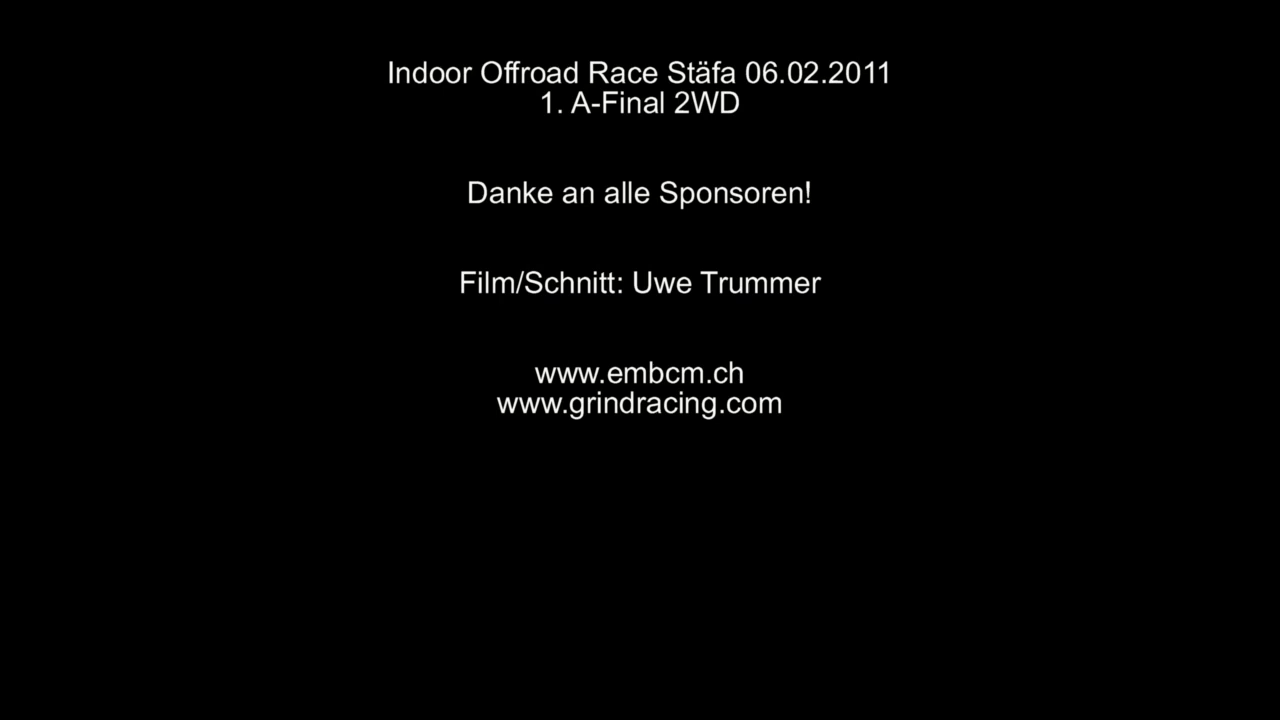 Indoor Offroad Race Stäfa 06.02.2011
1. A-Final 2WD
Danke an alle Sponsoren!
Film/Schnitt: Uwe Trummer
www.embcm.ch
www.grindracing.com